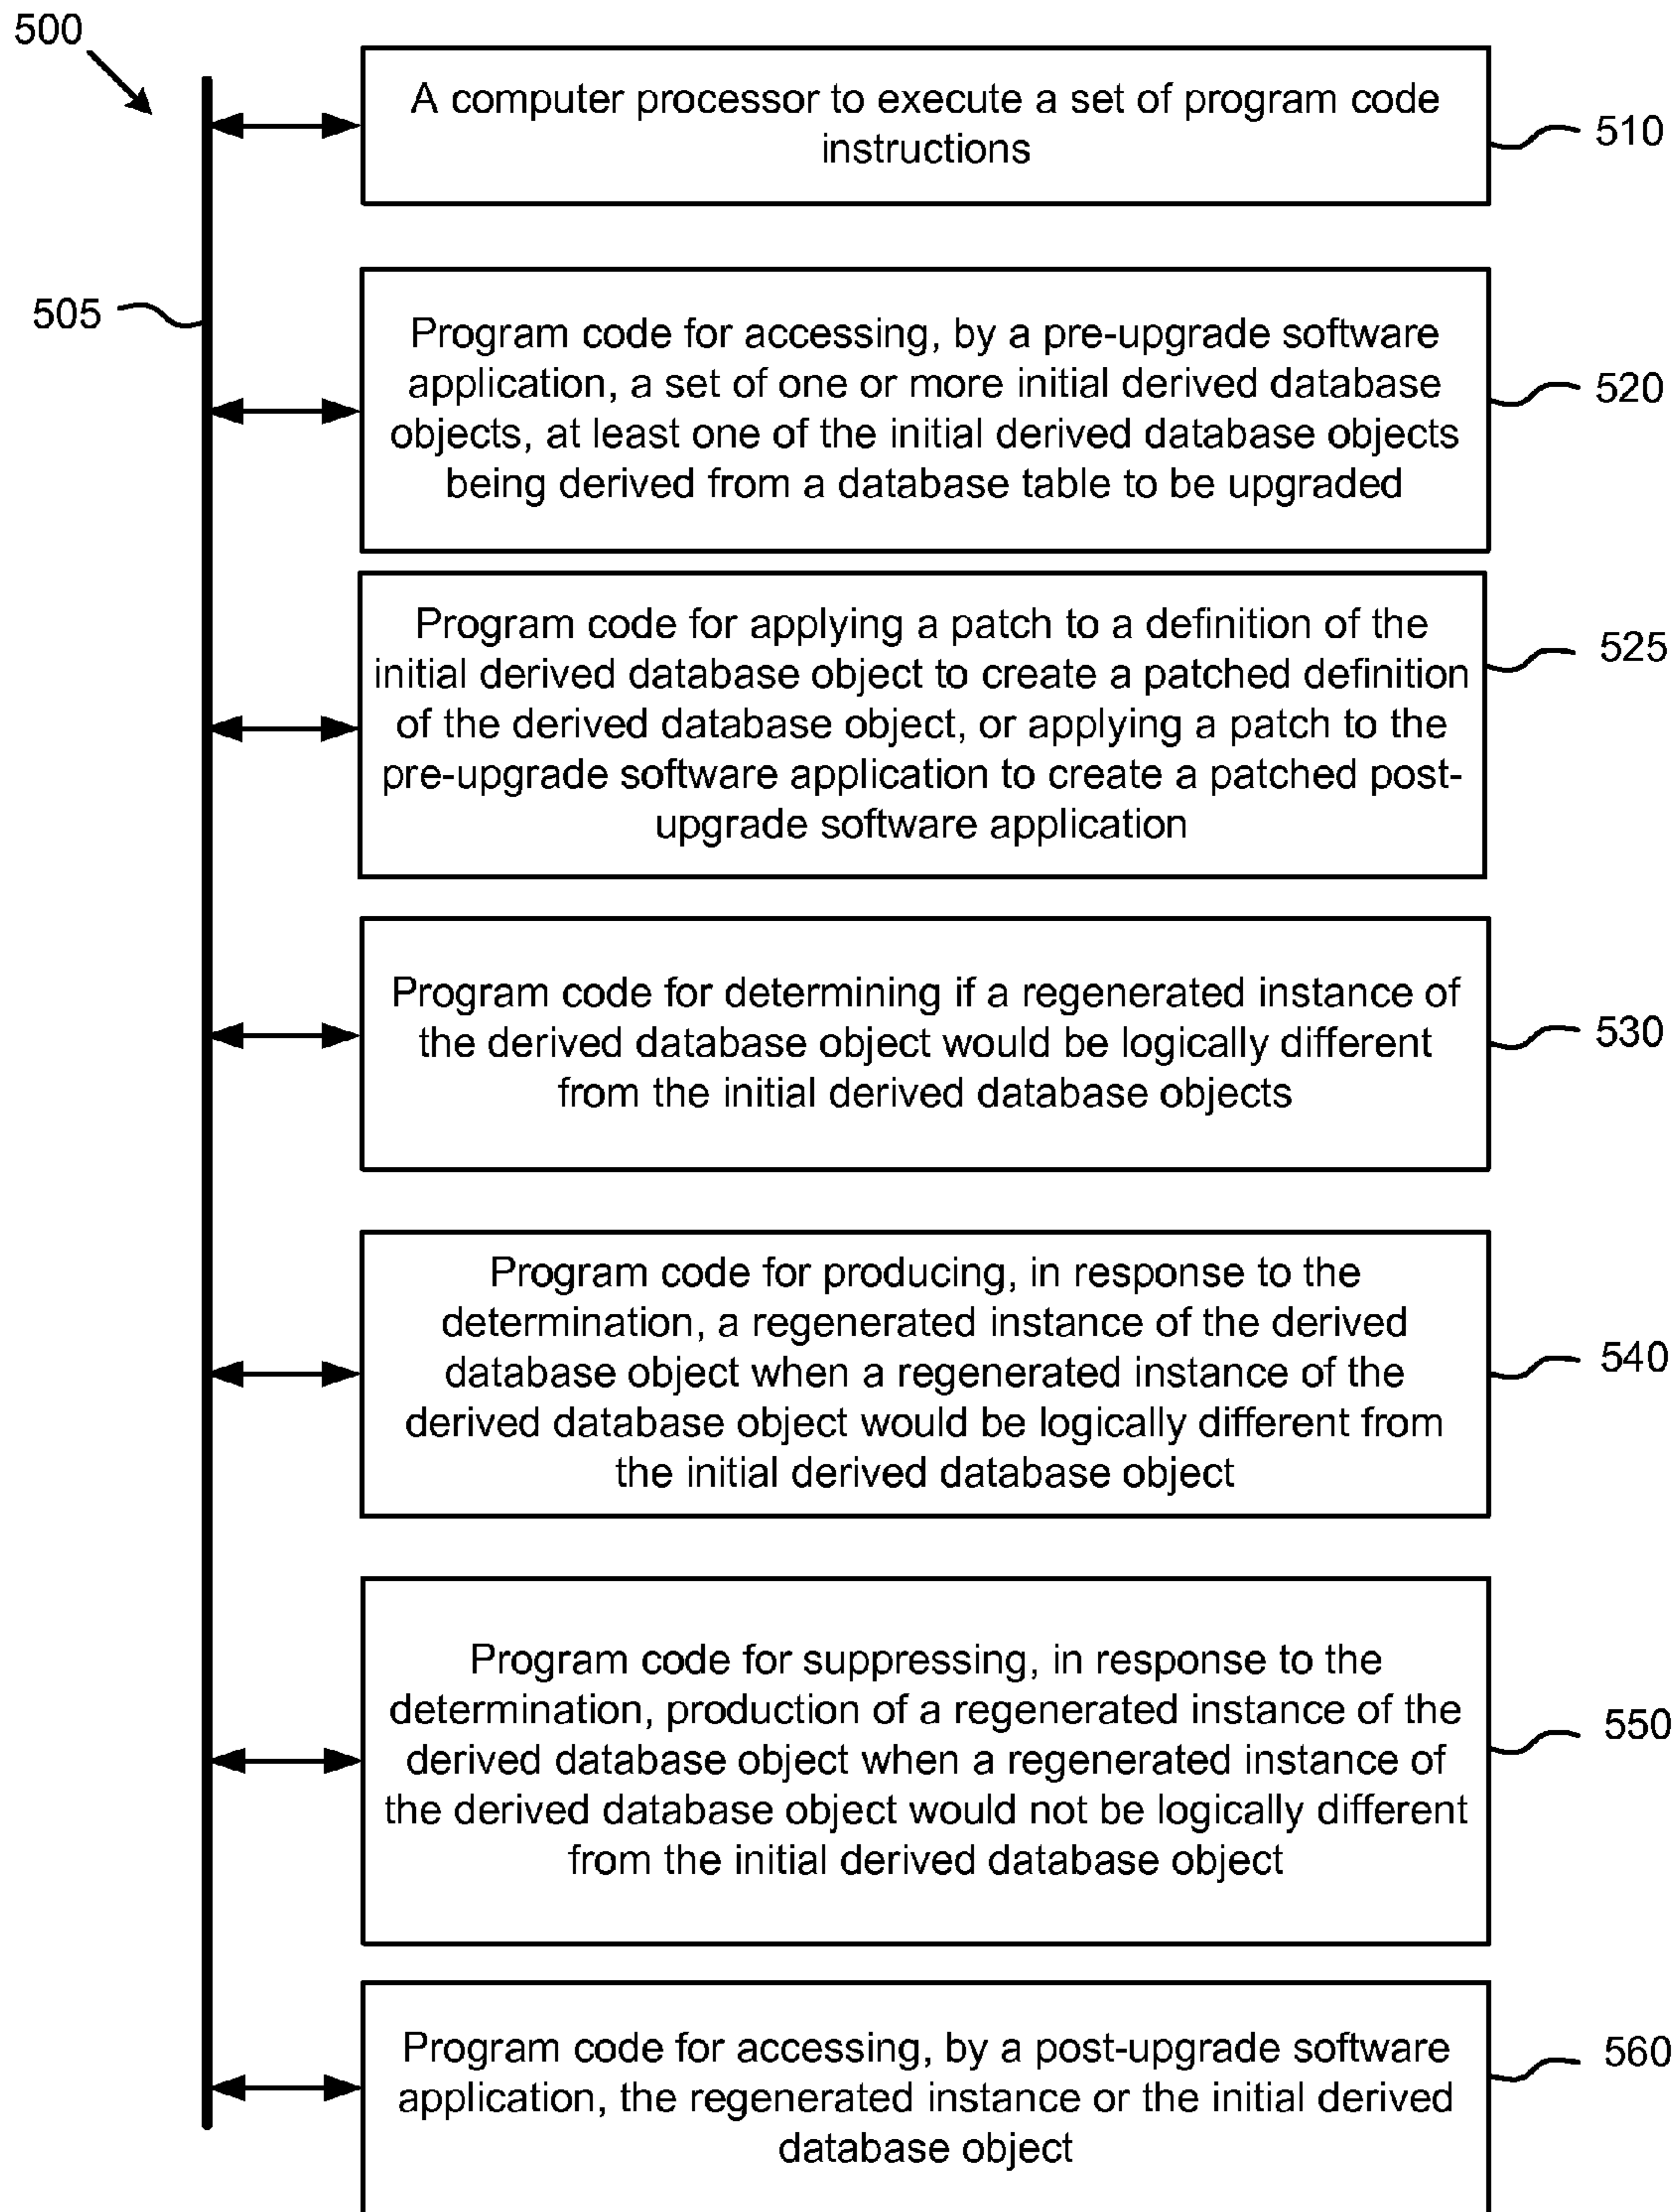 500
A computer processor to execute a set of program code
instructions
510
505
Program code for accessing, by a pre-upgrade software
application, a set of one or more initial derived database
objects, at least one of the initial derived database objects
being derived from a database table to be upgraded
520
Program code for applying a patch to a definition of the
initial derived database object to create a patched definition
of the derived database object, or applying a patch to the
pre-upgrade software application to create a patched post-
upgrade software application
525
Program code for determining if a regenerated instance of
the derived database object would be logically different
from the initial derived database objects
530
Program code for producing, in response to the
determination, a regenerated instance of the derived
database object when a regenerated instance of the
derived database object would be logically different from
the initial derived database object
540
Program code for suppressing, in response to the
determination, production of a regenerated instance of the
derived database object when a regenerated instance of
the derived database object would not be logically different
from the initial derived database object
550
Program code for accessing, by a post-upgrade software
application, the regenerated instance or the initial derived
database object
560